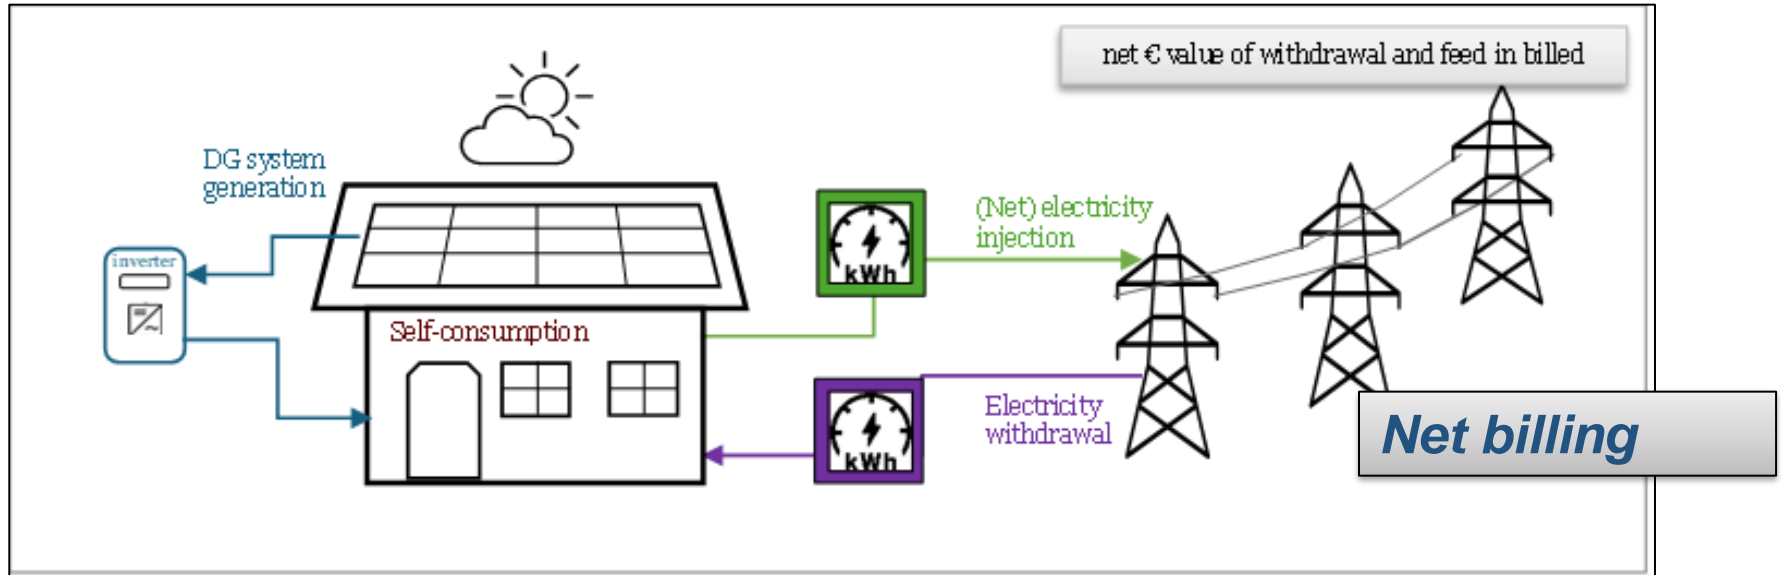 net € value of withdrawal and feed in billed
DG system
generation
inverter
Self-consumption
kWh
(Net) electricity
injection
kWh
Electricity
withdrawal
Net billing